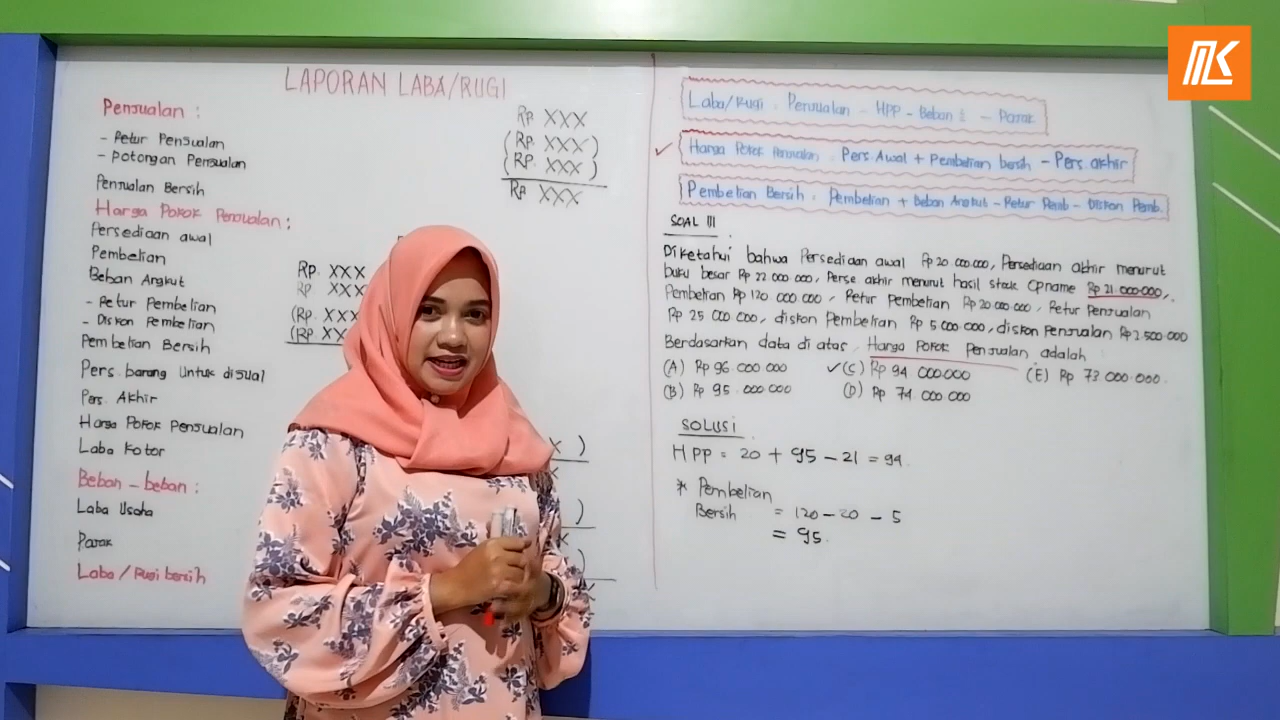 LAPORAN LABA/RUGI
Penjualan :
Rp XXX
- Retur Penjualan
(Rp. XXX)
- Potongan Penjualan
(Rp. XXX)
Penjualan Bersih
Rp XXX
Harga Pokok Penjualan :
Persediaan awal
Pembelian
Rp. XXX
Beban Angkut
Rp. XXX
- Retur Pembelian
(Rp. XXX
- Diskon Pembelian
(Rp. XX
Pembelian Bersih
Pers. barang Untuk dijual
Pers. Akhir
Harga Pokok Penjualan
X )
Laba Kotor
Beban - beban :
Laba Usaha
)
Pajak
)
Laba / Rugi bersih
Laba/Rugi : Penjualan - HPP - Beban² - Pajak
✓ Harga Pokok Penjualan : Pers. Awal + Pembelian bersih - Pers. akhir
Pembelian Bersih : Pembelian + Beban Angkut - Retur Pemb - Diskon Pemb.
SOAL III :
Diketahui bahwa Persediaan awal Rp 20 000.000, Persediaan akhir menurut
buku besar Rp 22 000 000, Perse akhir menurut hasil stock opname Rp 21.000.000,
Pembelian Rp 120 000 000, Retur Pembelian Rp 20 000 000, Retur Penjualan
Rp 25 000 000, diskon Pembelian Rp 5 000.000, diskon Penjualan Rp 2.500.000
Berdasarkan data di atas, Harga Pokok Penjualan adalah :
(A) Rp 96 000 000 ✓(C) Rp 94 000.000 (E) Rp 73.000.000.
(B) Rp 95.000 000 (D) Rp 74 000 000
SOLUSI
HPP = 20 + 95 - 21 = 94.
* Pembelian
Bersih = 120 - 20 - 5
= 95.
MK